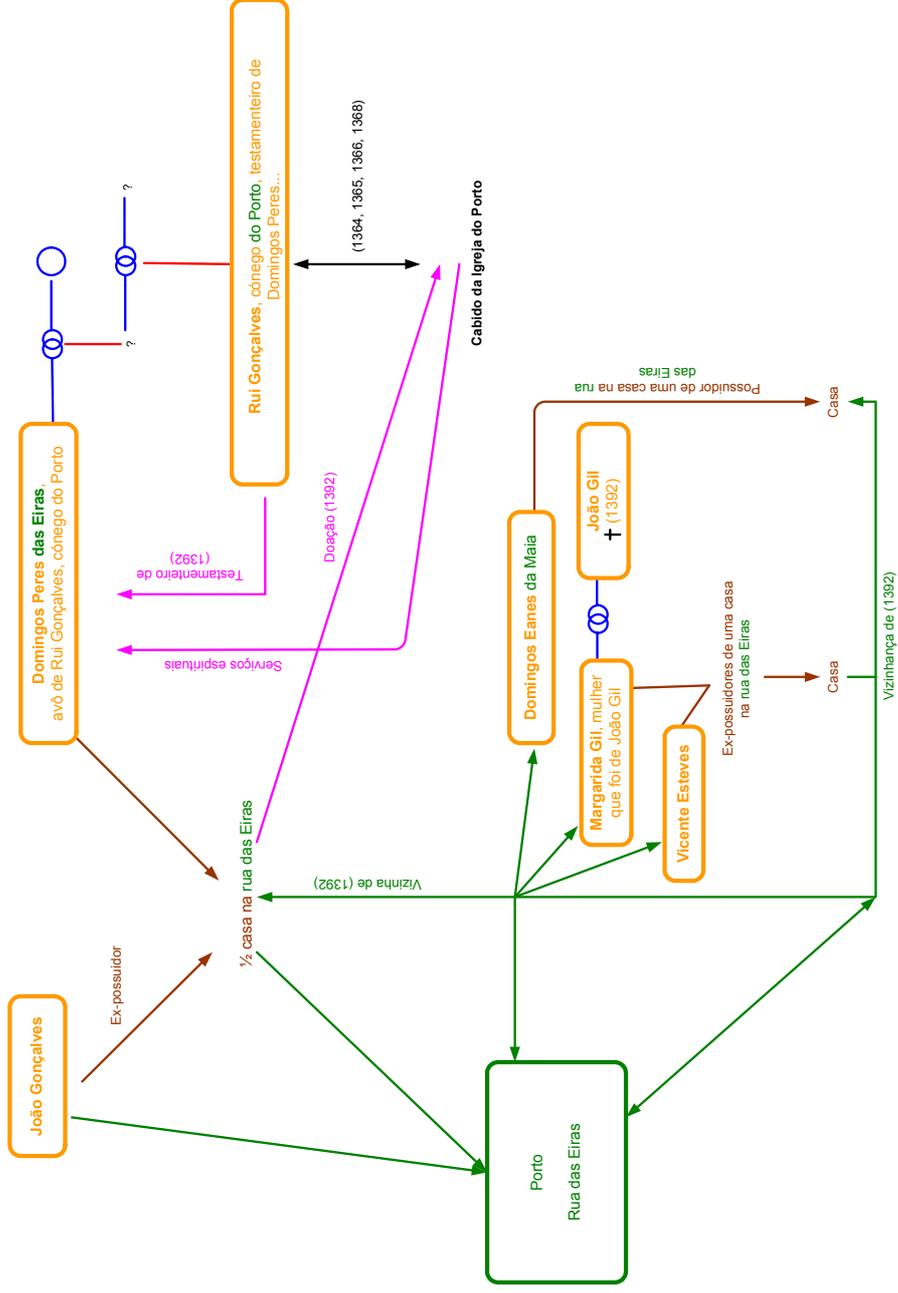 João Gonçalves
Ex-possuidor
Domingos Peres das Eiras,
avô de Rui Gonçalves, cónego do Porto
?
?
½ casa na rua das Eiras
Serviços espirituais
Testamenteiro de
(1392)
Rui Gonçalves, cónego do Porto, testamenteiro de
Domingos Peres...
Doação (1392)
(1364, 1365, 1366, 1368)
Vizinha de (1392)
Cabido da Igreja do Porto
Porto
Rua das Eiras
Domingos Eanes da Maia
Margarida Gil, mulher
que foi de João Gil
João Gil
(1392)
Possuidor de uma casa na rua
das Eiras
Vicente Esteves
Ex-possuidores de uma casa
na rua das Eiras
Casa
Casa
Vizinhança de (1392)